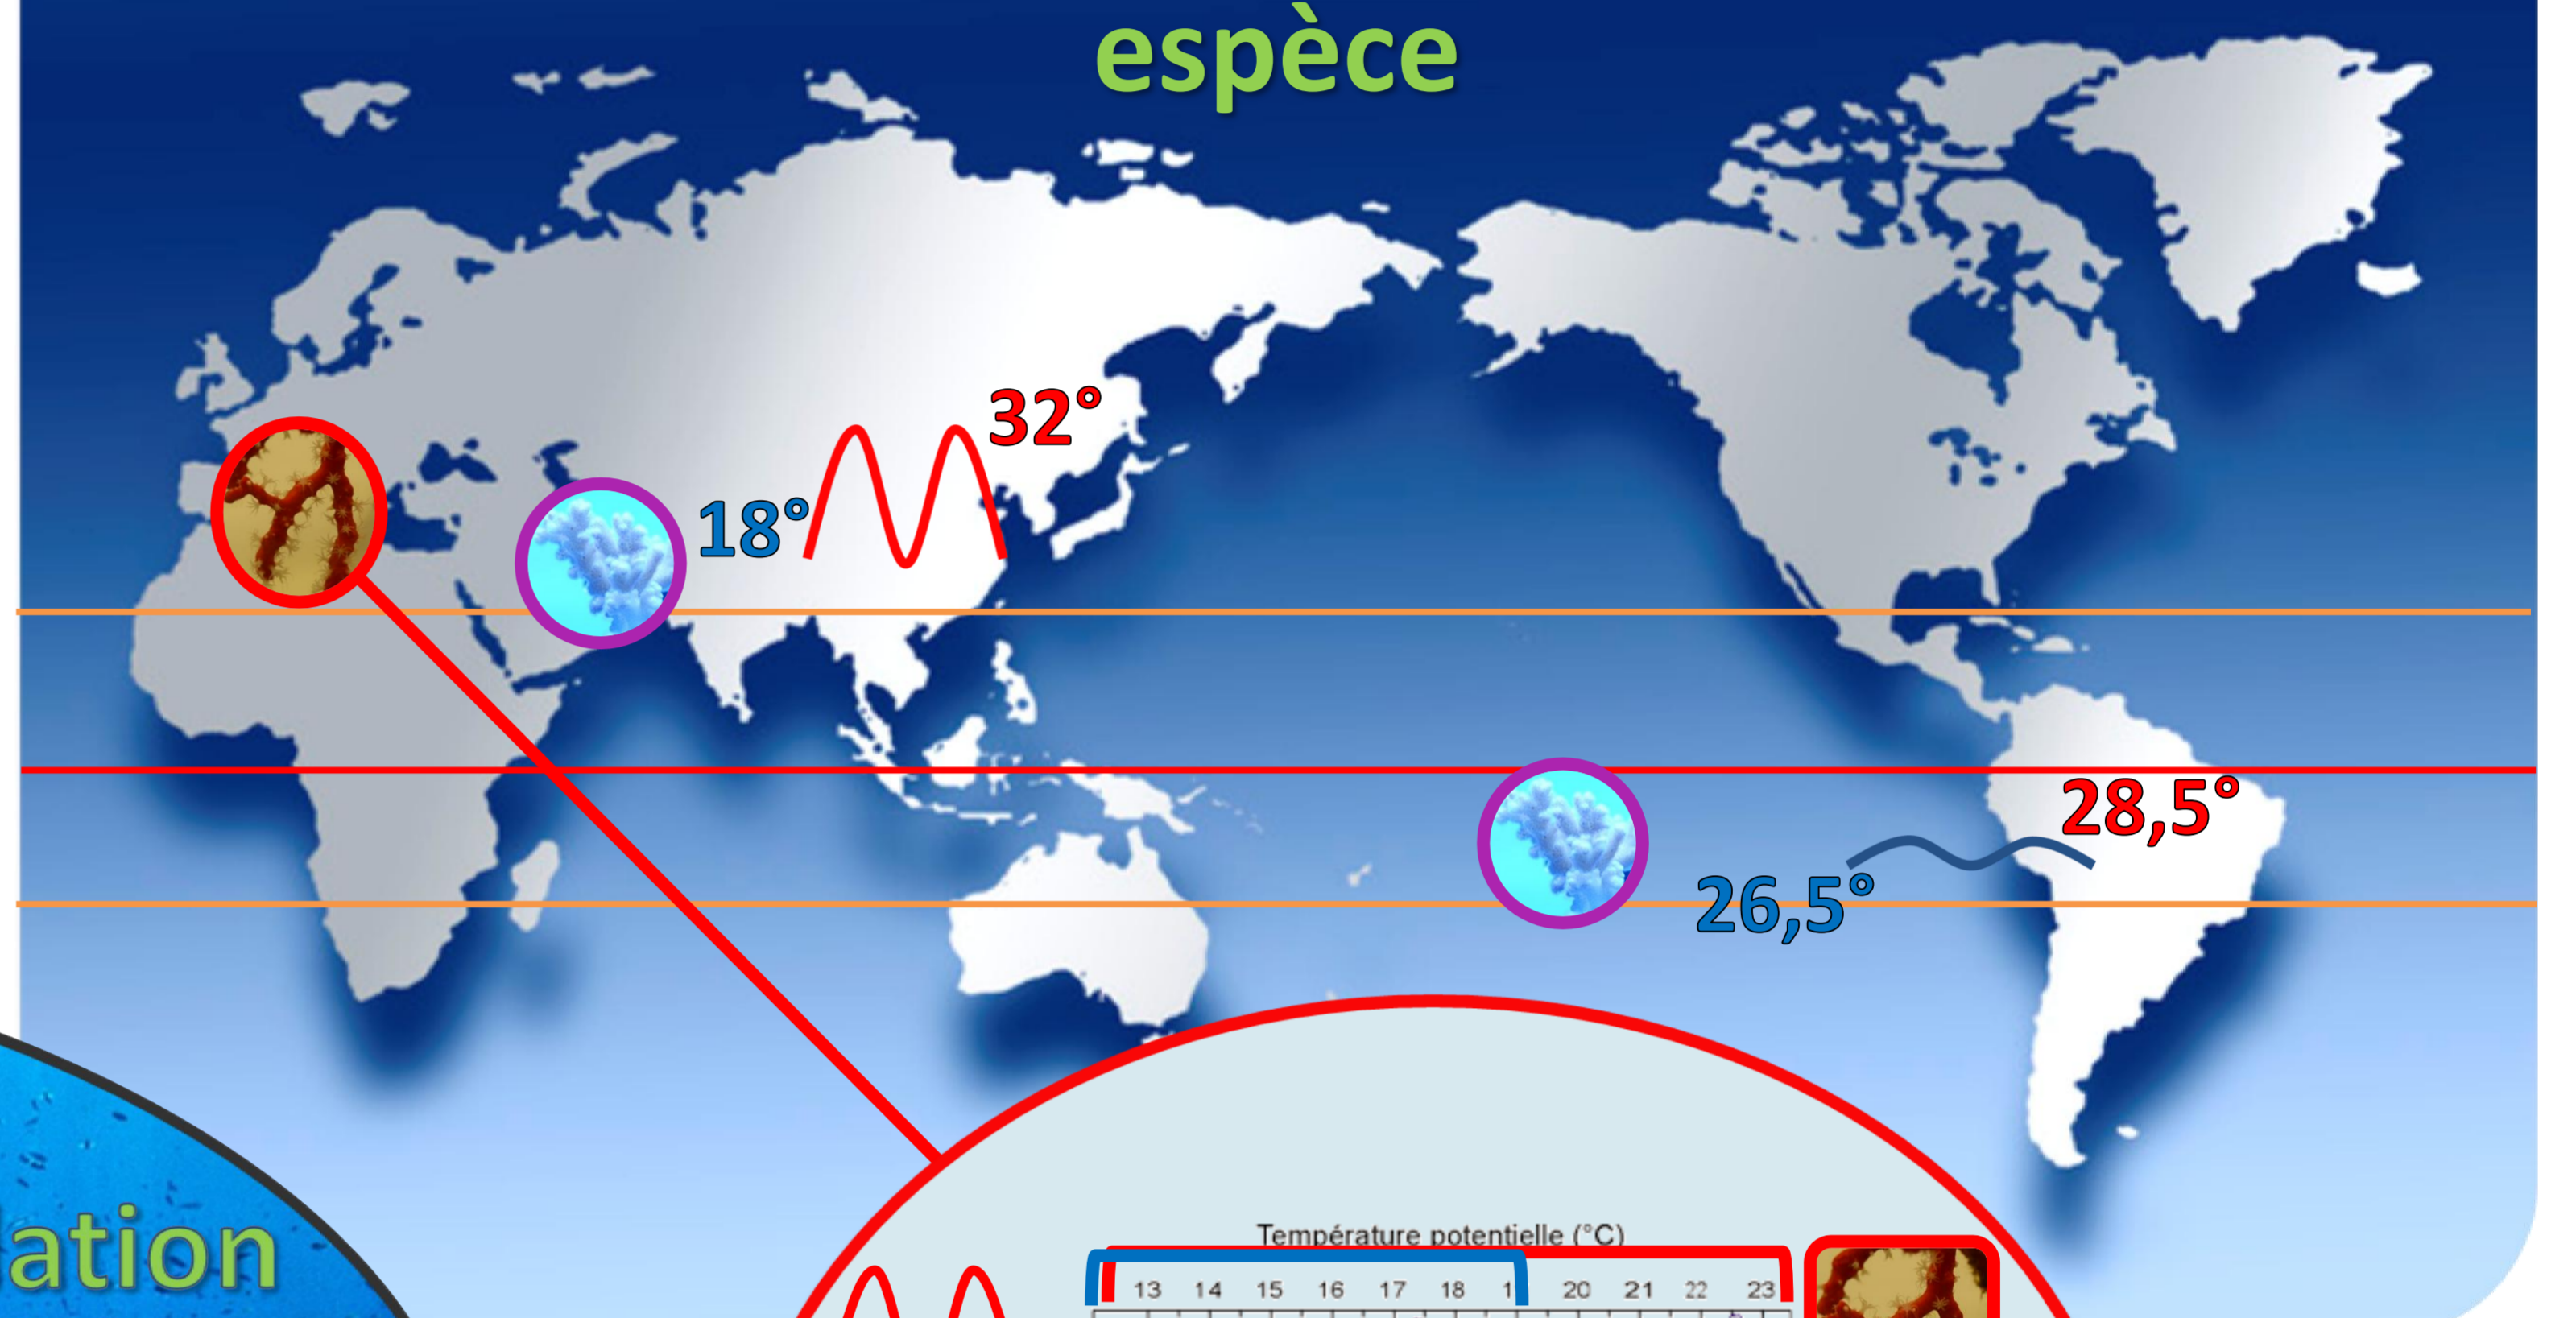 espèce
32°
18°
28,5°
26,5°
ation
Température potentielle (°C)
13 14 15 16 17 18 1 20 21 22 23